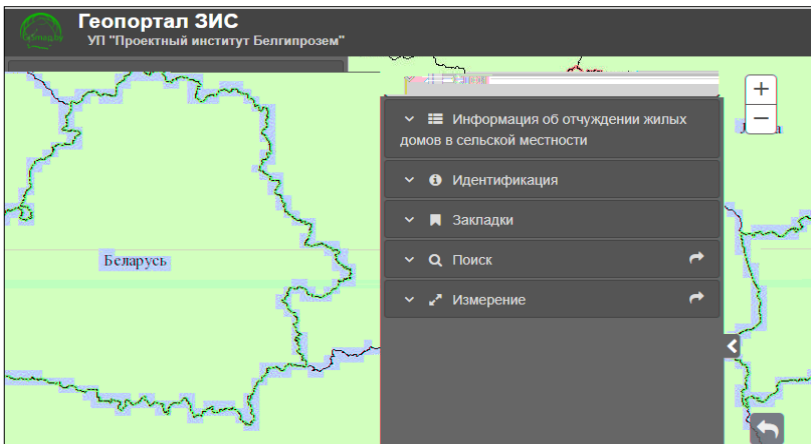 Геопортал ЗИС
УП "Проектный институт Белгипрозем"
Информация об отчуждении жилых
домов в сельской местности
Идентификация
Закладки
Беларусь
Поиск
Измерение